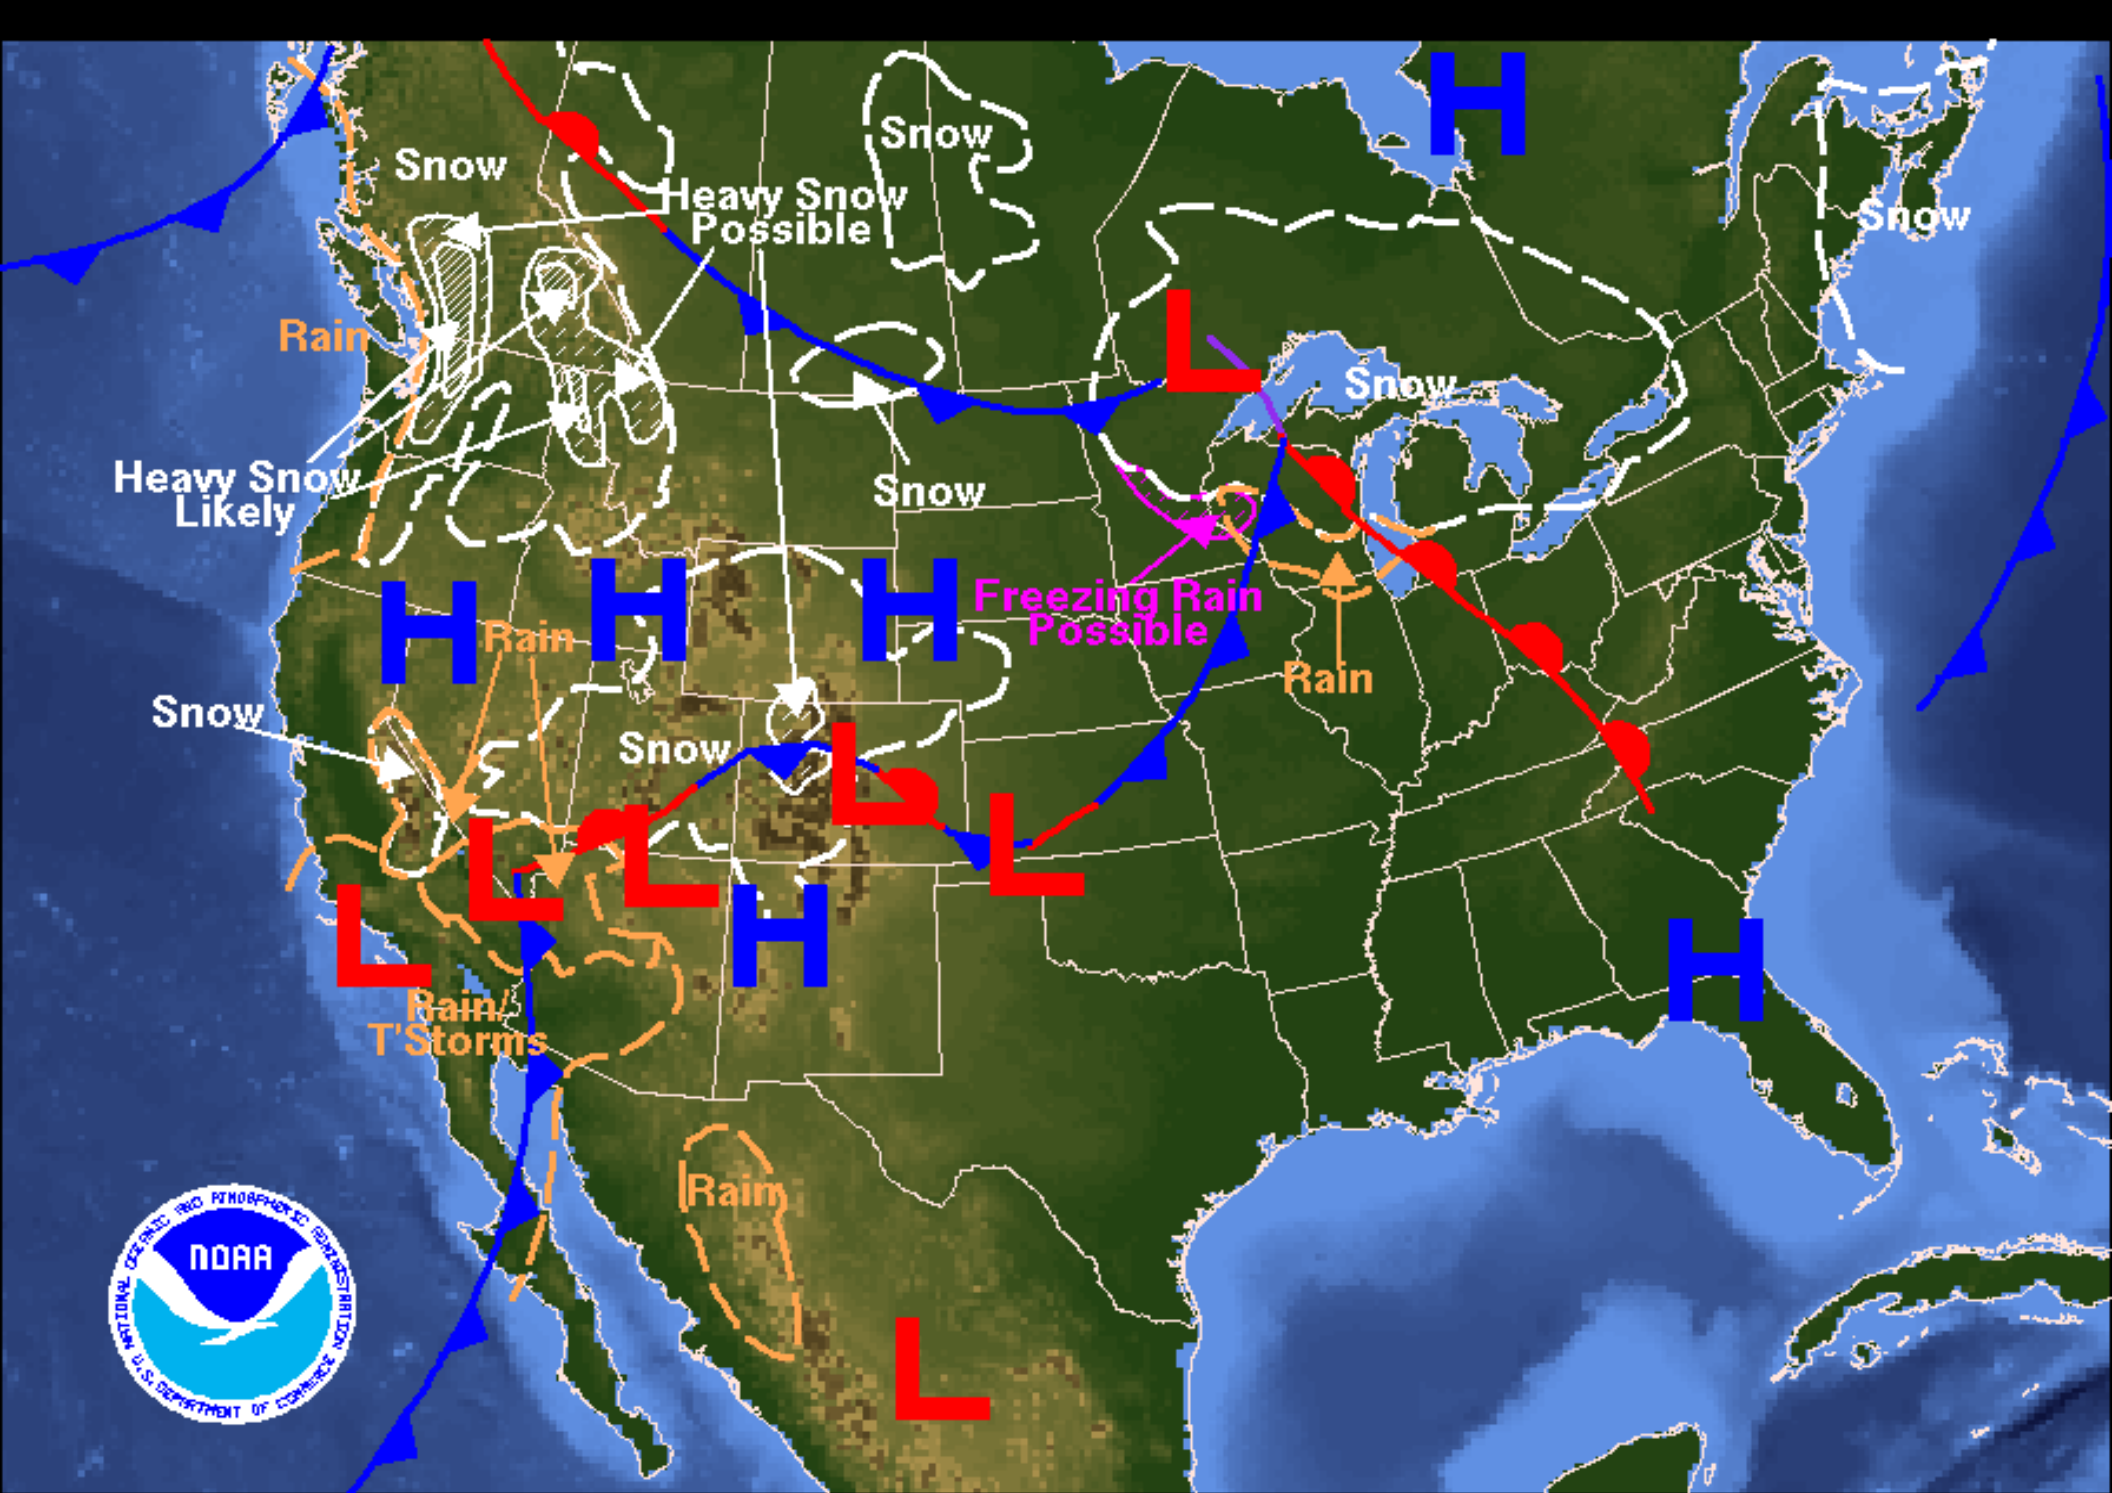 Snow
Snow
Heavy Snow
Possible
Snow
Rain
Snow
Heavy Snow
Likely
Snow
Freezing Rain
Possible
Rain
Rain
Snow
Snow
Rain/
T'Storms
Rain
H
H
H
H
H
H
L
L
L
L
L
L
L
NATIONAL OCEANIC AND ATMOSPHERIC ADMINISTRATION
NOAA
U.S. DEPARTMENT OF COMMERCE